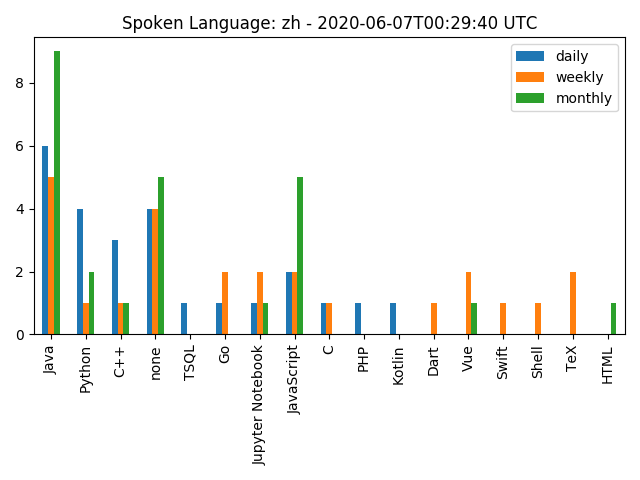 Spoken Language: zh - 2020-06-07T00:29:40 UTC
daily
weekly
monthly
8
6
4
2
0
Java
Python
C++
none
TSQL
Go
Jupyter Notebook
JavaScript
C
PHP
Kotlin
Dart
Vue
Swift
Shell
TeX
HTML